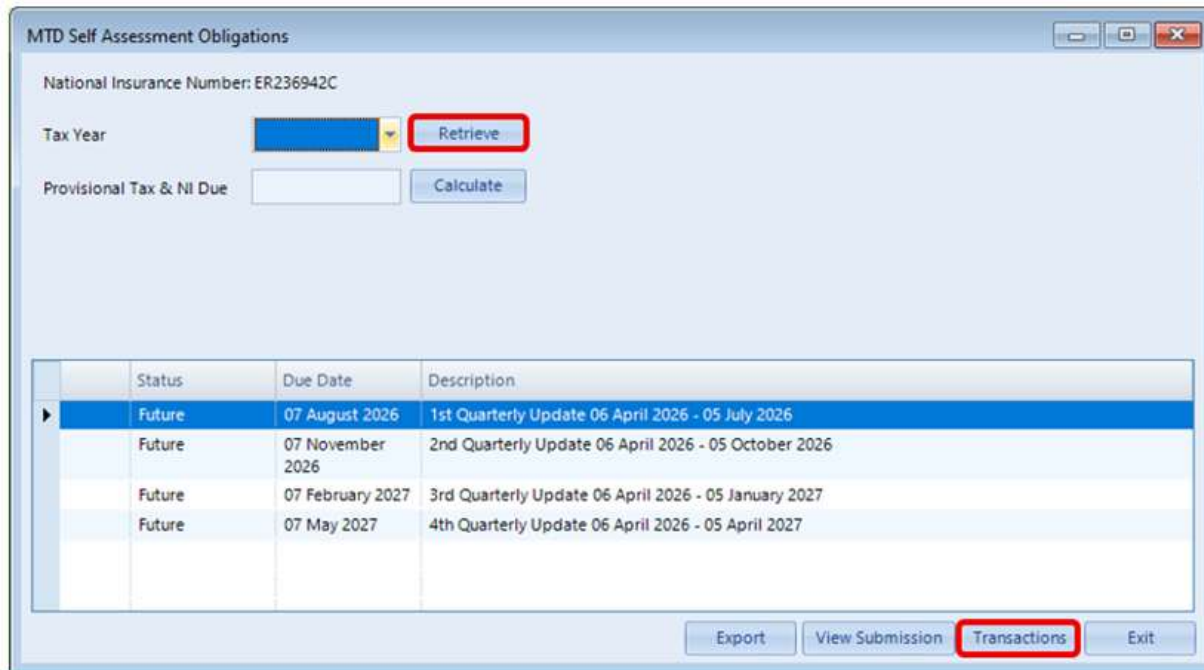 MTD Self Assessment Obligations
National Insurance Number: ER236942C
Tax Year Retrieve
Provisional Tax & NI Due Calculate
Status Due Date Description
Future 07 August 2026 1st Quarterly Update 06 April 2026 - 05 July 2026
Future 07 November 2nd Quarterly Update 06 April 2026 - 05 October 2026
2026
Future 07 February 2027 3rd Quarterly Update 06 April 2026 - 05 January 2027
Future 07 May 2027 4th Quarterly Update 06 April 2026 - 05 April 2027
Export View Submission Transactions Exit